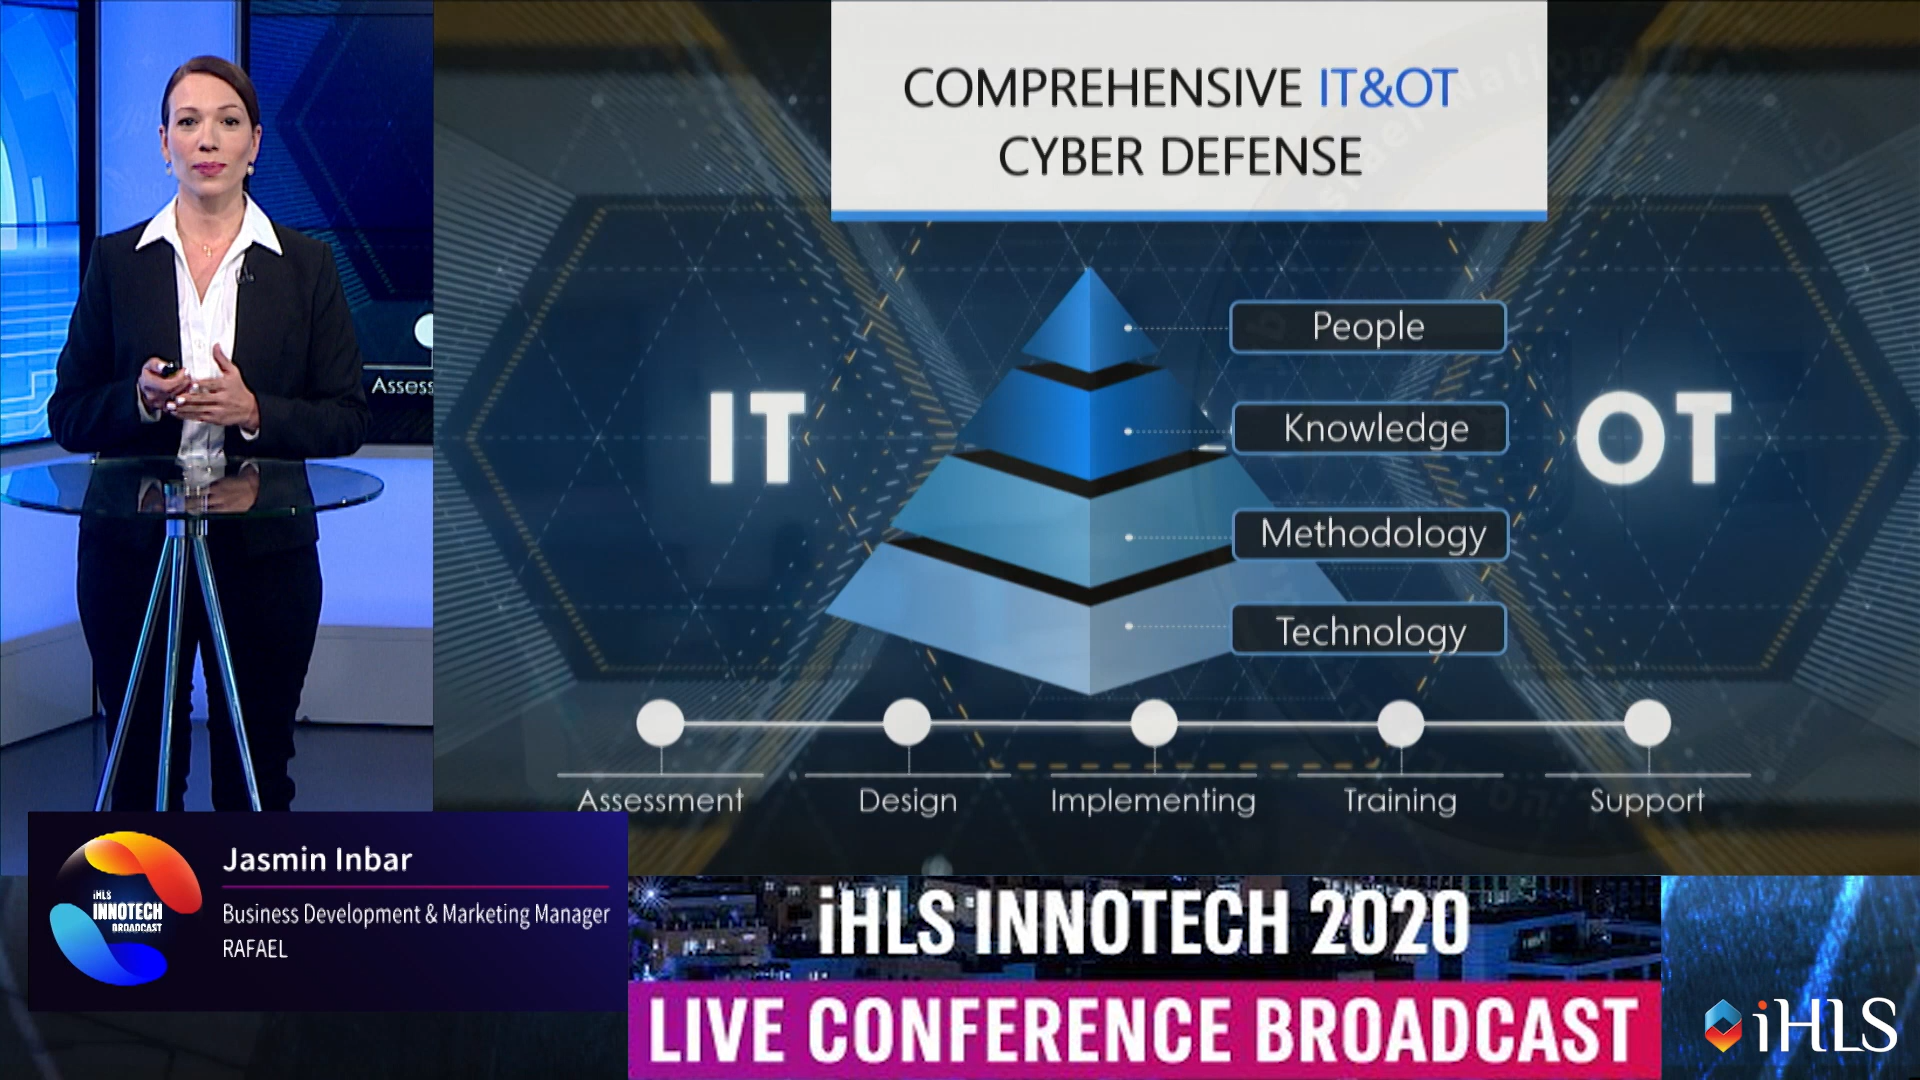 COMPREHENSIVE IT&OT
CYBER DEFENSE
People
Knowledge
Methodology
Technology
IT
OT
Assess
Assessment
Design
Implementing
Training
Support
iHLS
INNOTECH
BROADCAST
Jasmin Inbar
Business Development & Marketing Manager
RAFAEL
iHLS INNOTECH 2020
LIVE CONFERENCE BROADCAST
iHLS